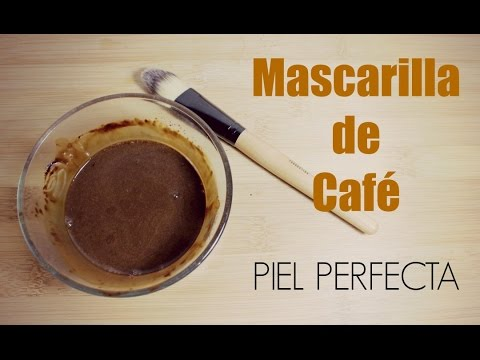 Mascarilla
de
Café
PIEL PERFECTA